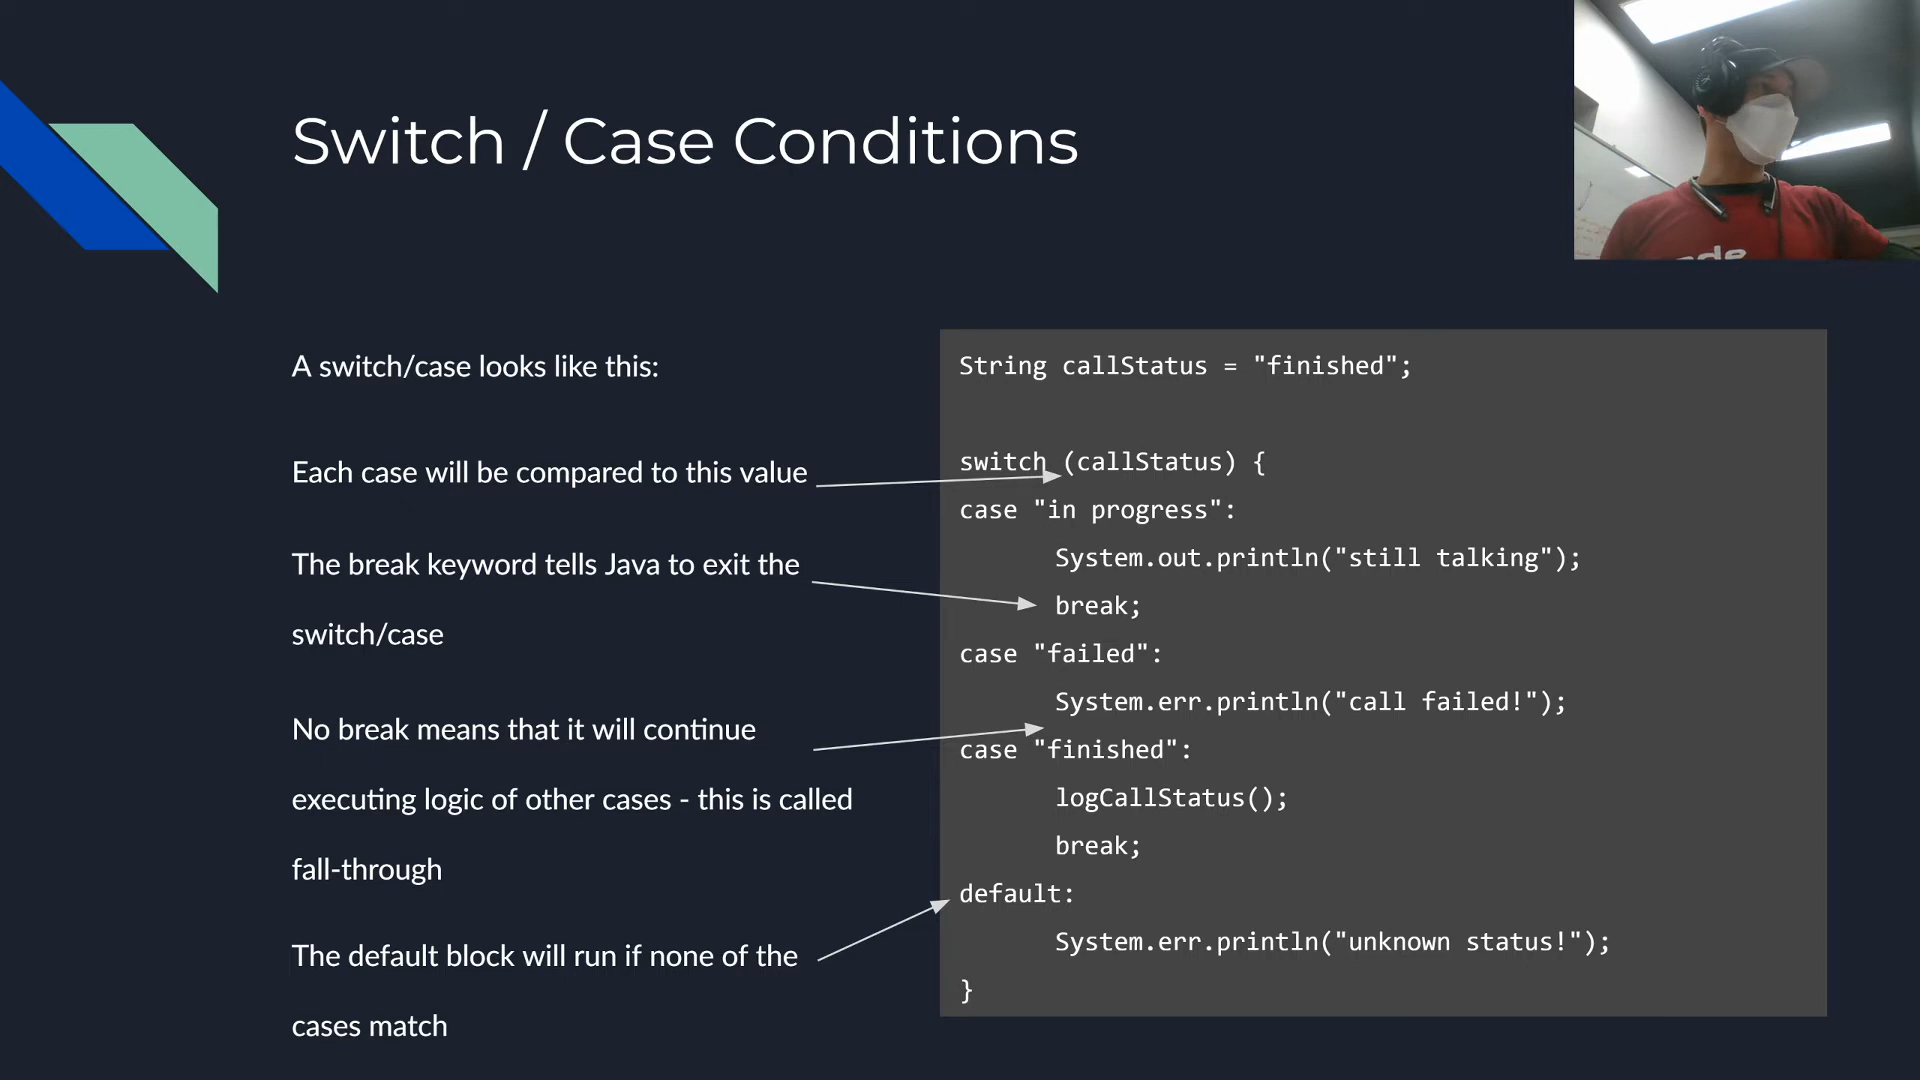 Switch / Case Conditions
A switch/case looks like this:
Each case will be compared to this value
The break keyword tells Java to exit the
switch/case
No break means that it will continue
executing logic of other cases - this is called
fall-through
The default block will run if none of the
cases match
String callStatus = "finished";
switch (callStatus) {
case "in progress":
System.out.println("still talking");
break;
case "failed":
System.err.println("call failed!");
case "finished":
logCallStatus();
break;
default:
System.err.println("unknown status!");
}